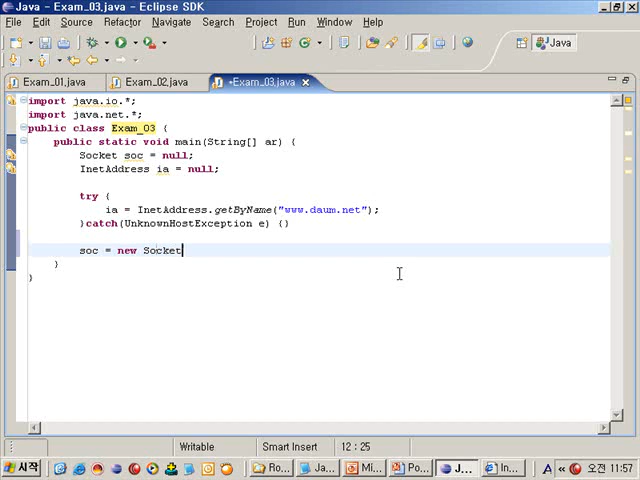 Java - Exam_03.java - Eclipse SDK
File Edit Source Refactor Navigate Search Project Run Window Help
Java
Exam_01.java Exam_02.java *Exam_03.java
import java.io.*;
import java.net.*;
public class Exam_03 {
public static void main(String[] ar) {
Socket soc = null;
InetAddress ia = null;
try {
ia = InetAddress.getByName("www.daum.net");
}catch(UnknownHostException e) {}
soc = new Socket
}
}
Writable Smart Insert 12 : 25
시작 Ro... Ja... Mi... Po... J... In... A 오전 11:57